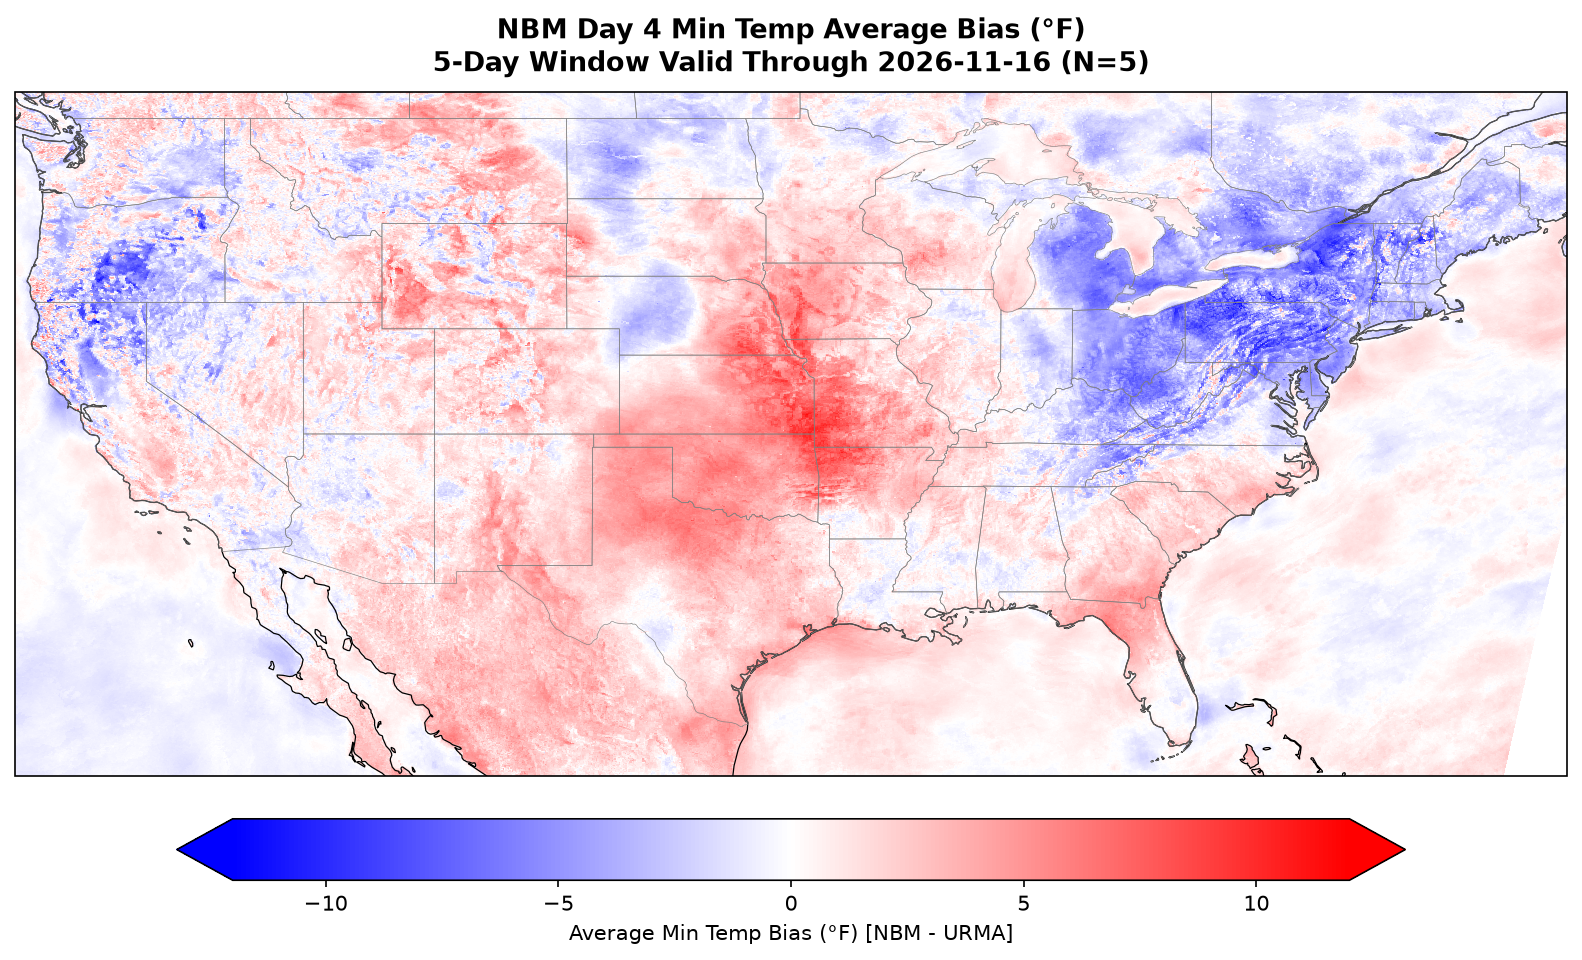 NBM Day 4 Min Temp Average Bias (°F)
5-Day Window Valid Through 2026-11-16 (N=5)
−10 −5 0 5 10
Average Min Temp Bias (°F) [NBM - URMA]